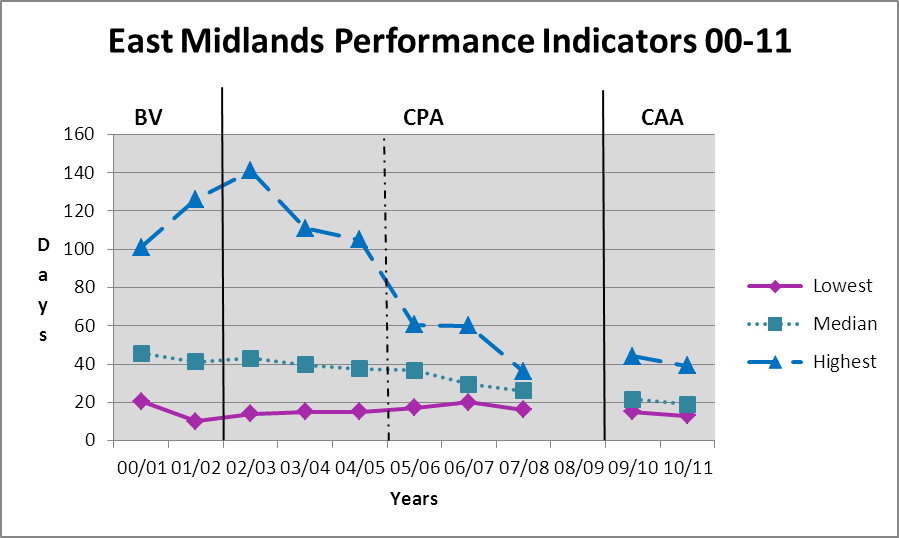 East Midlands Performance Indicators 00-11
BV CPA CAA
160
140
120
100
80
60
40
20
0
Days
00/01 01/02 02/03 03/04 04/05 05/06 06/07 07/08 08/09 09/10 10/11
Years
Lowest
Median
Highest